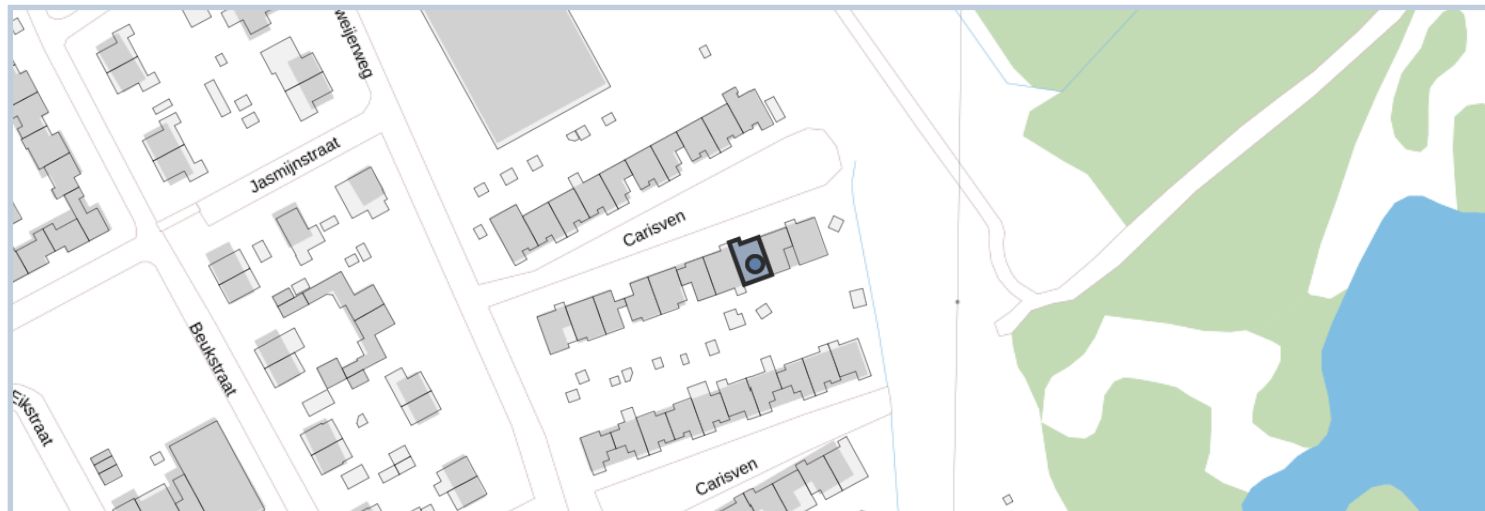 weijerweg
Jasmijnstraat
Carisven
Beukstraat
Eikstraat
Carisven